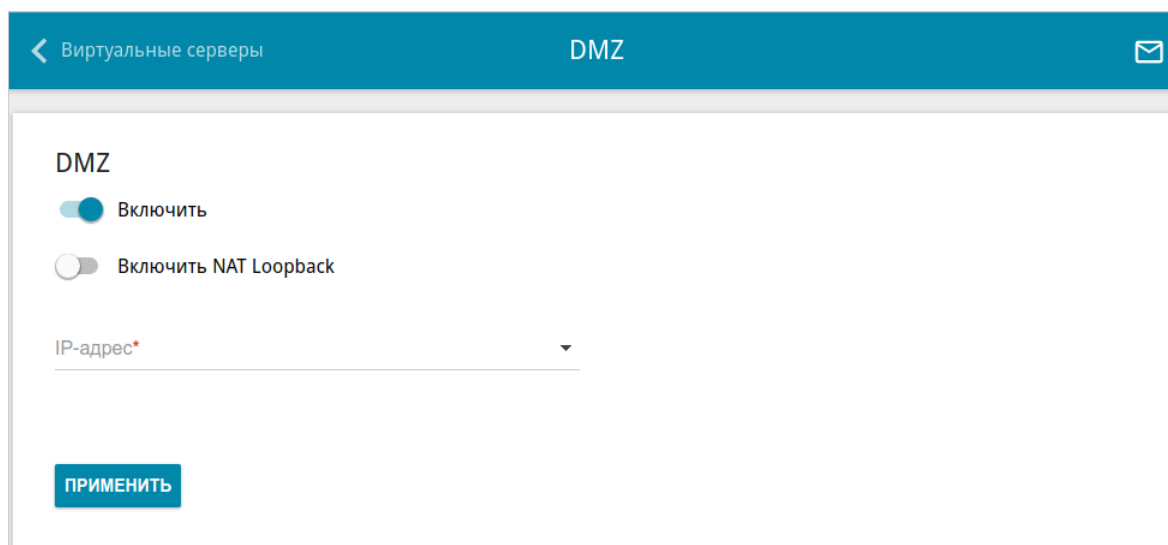 Виртуальные серверы
DMZ
DMZ
Включить
Включить NAT Loopback
IP-адрес*
ПРИМЕНИТЬ